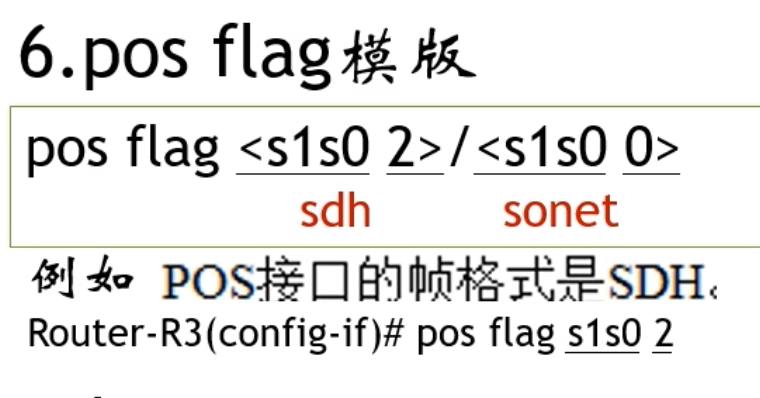 6.pos flag模版
pos flag <s1s0 2>/<s1s0 0>
sdh sonet
例如 POS接口的帧格式是SDH。
Router-R3(config-if)# pos flag s1s0 2